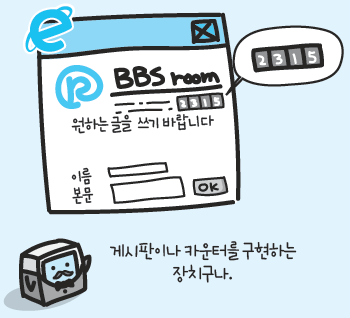 e
BBS room
2315
2315
원하는 글을 쓰기 바랍니다
이름
본문
OK
게시판이나 카운터를 구현하는
장치구나.